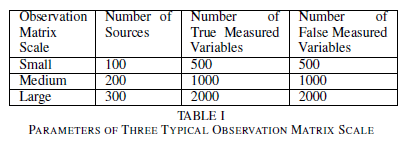 Observation Number of Number of Number of
Matrix Sources True Measured False Measured
Scale Variables Variables
Small 100 500 500
Medium 200 1000 1000
Large 300 2000 2000
TABLE I
PARAMETERS OF THREE TYPICAL OBSERVATION MATRIX SCALE